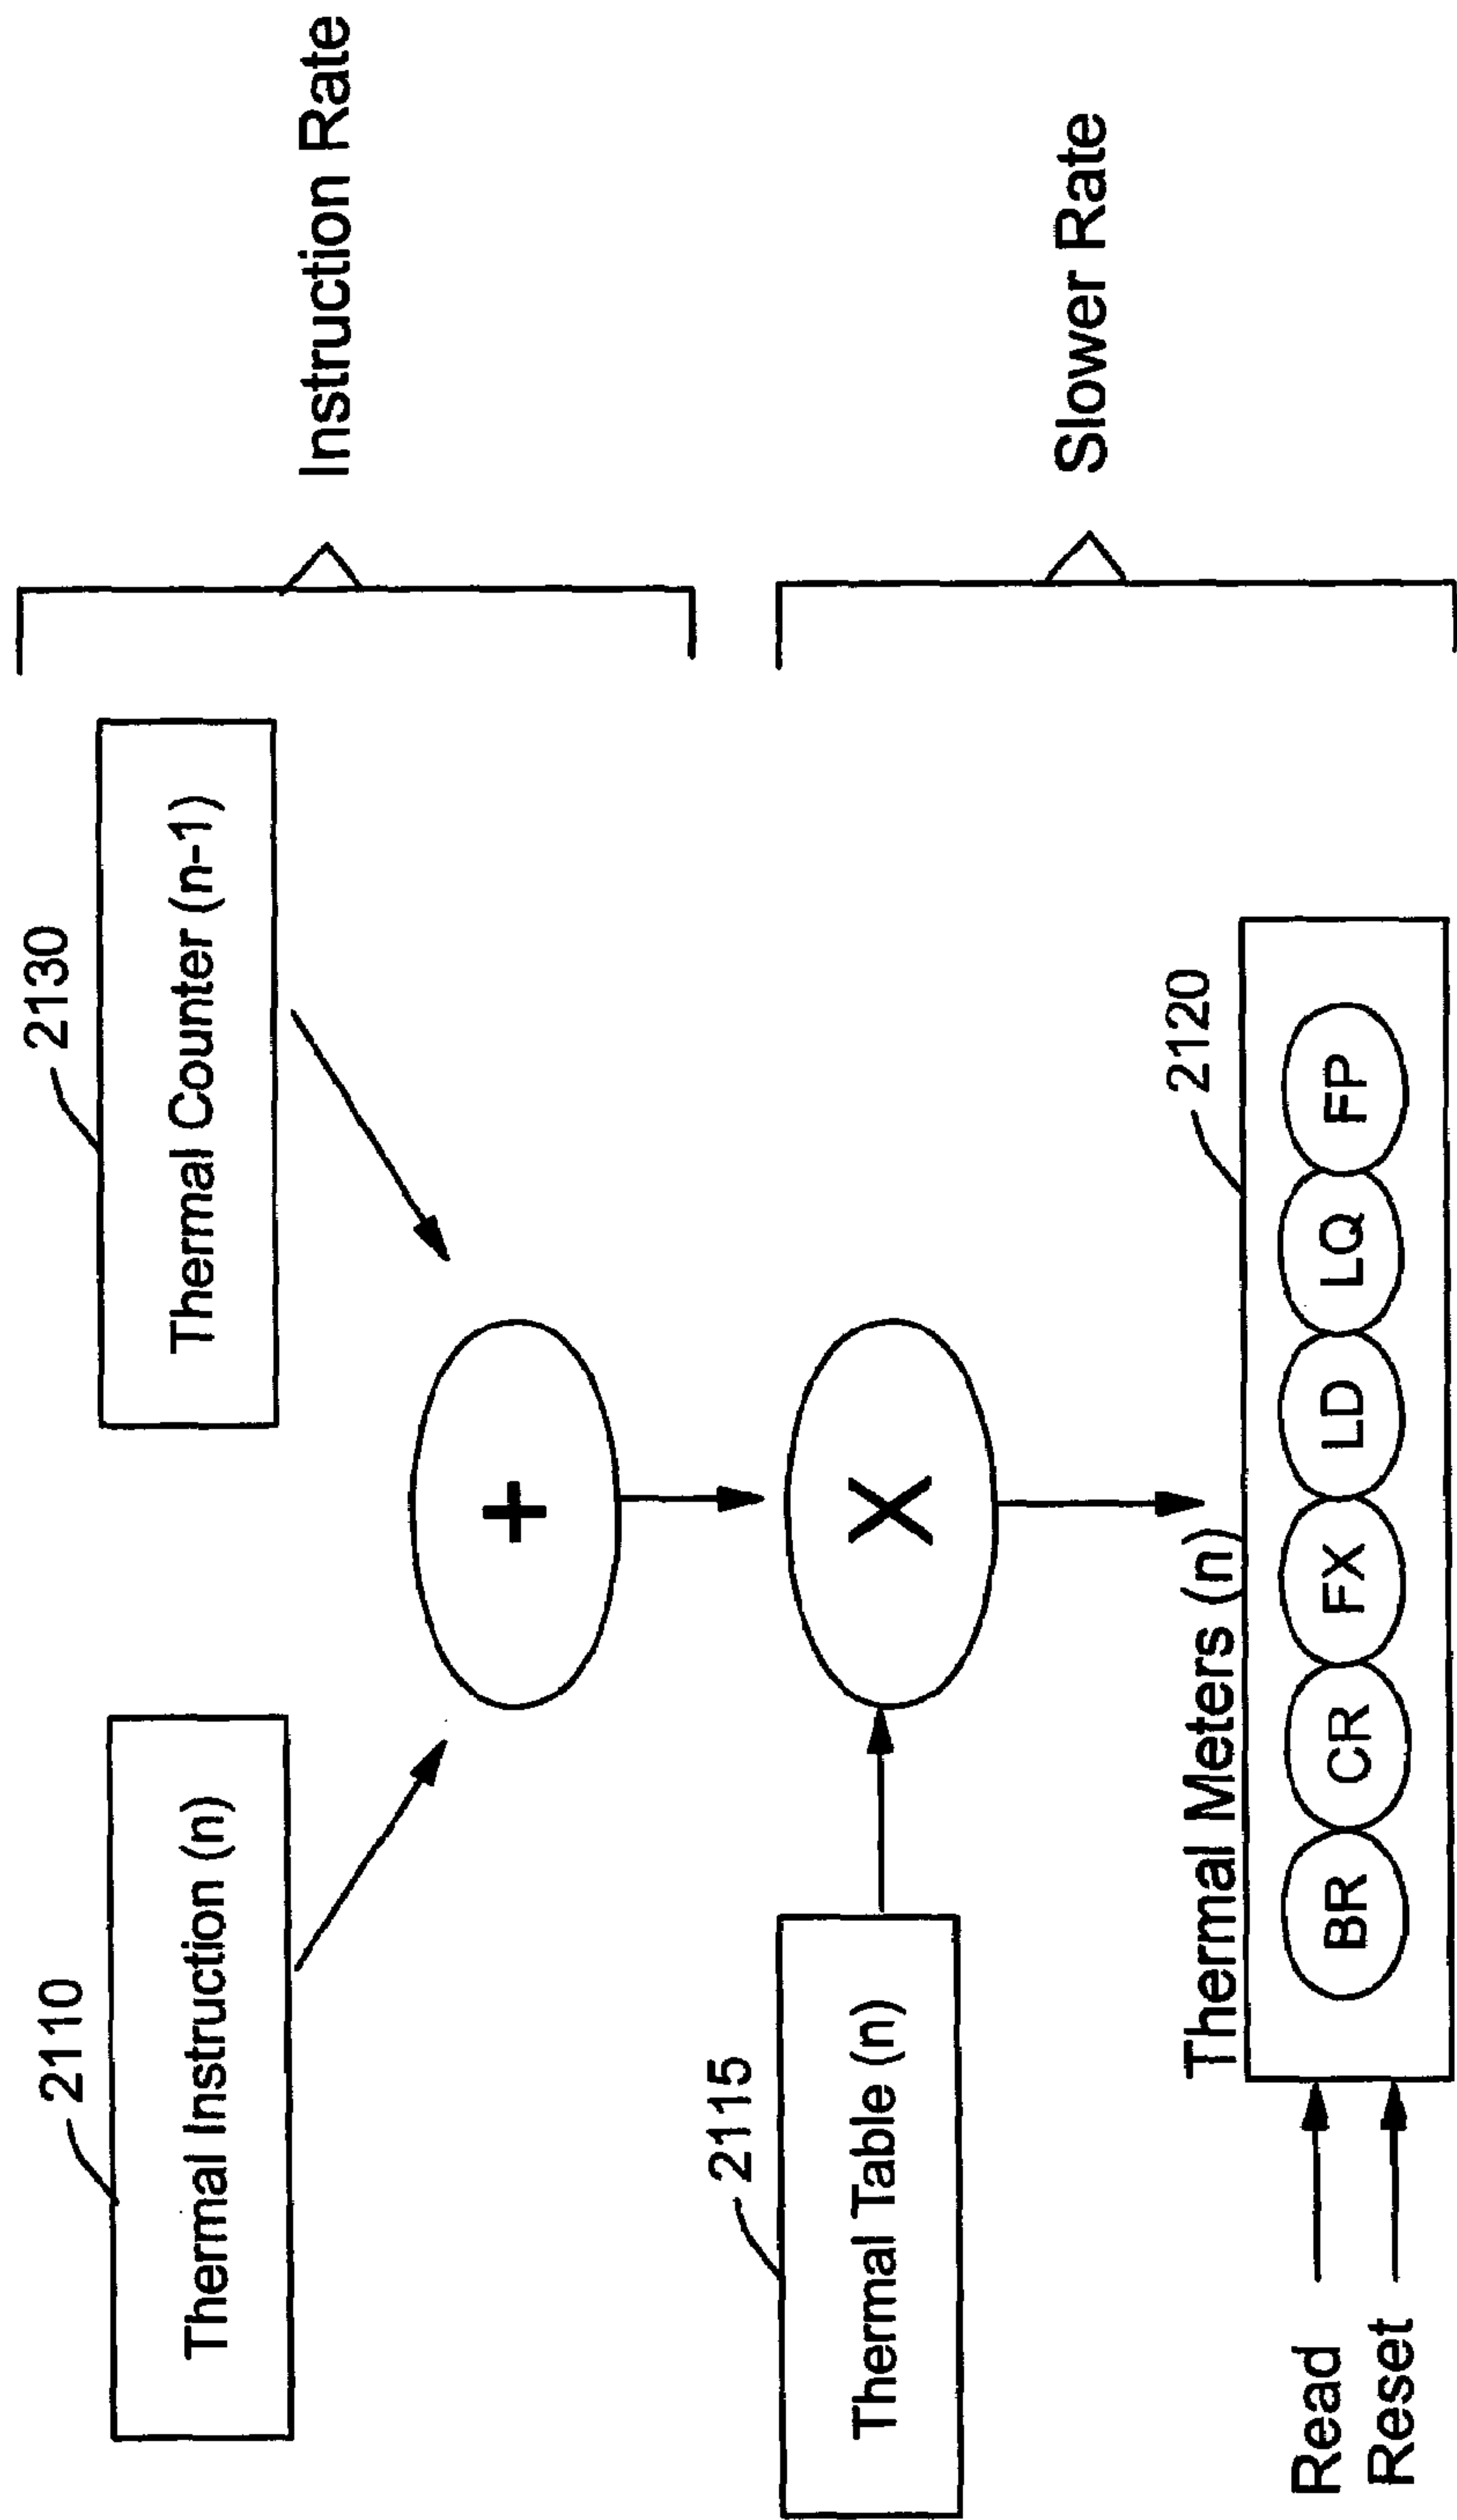 2110
2130
Thermal Instruction (n)
Thermal Counter (n-1)
Instruction Rate
+
2115
Thermal Table (n)
X
Slower Rate
Thermal Meters (n)
2120
Read
Reset
BR CR FX LD LQ FP